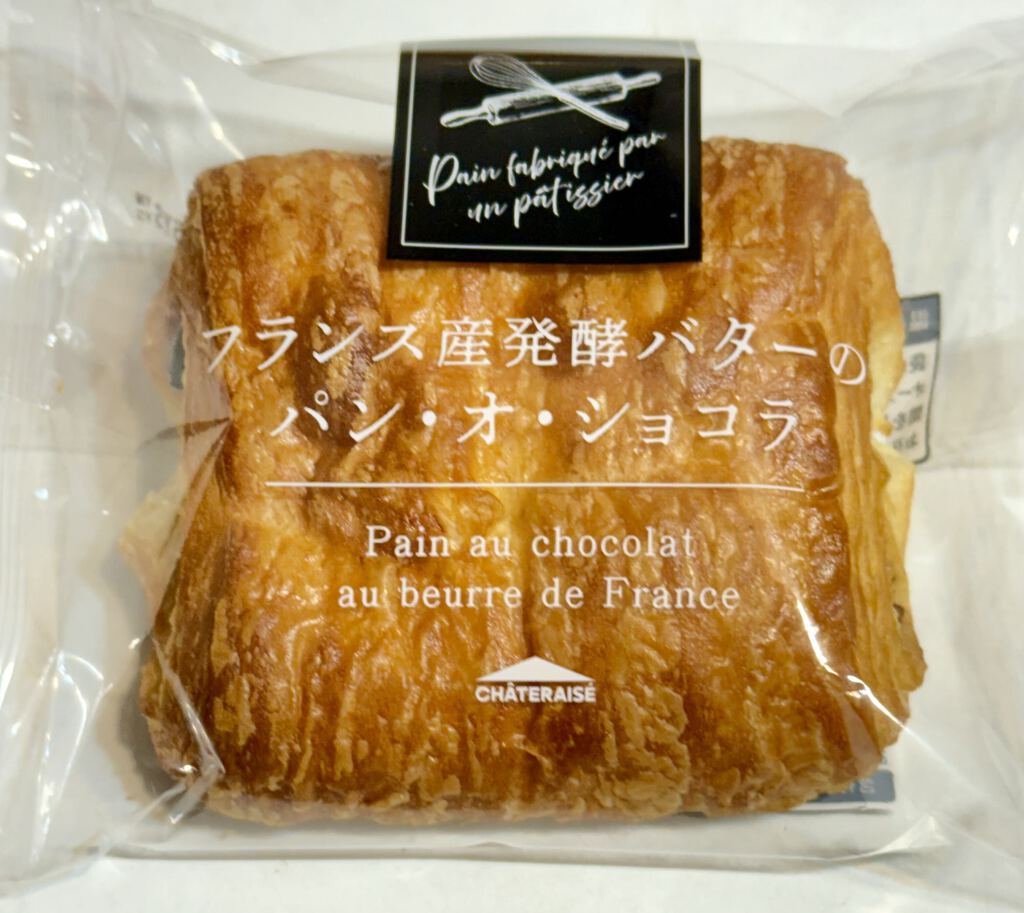 Pain fabriqué par
un pâtissier
フランス産発酵バターの
パン・オ・ショコラ
Pain au chocolat
au beurre de France
CHÂTERAISÉ